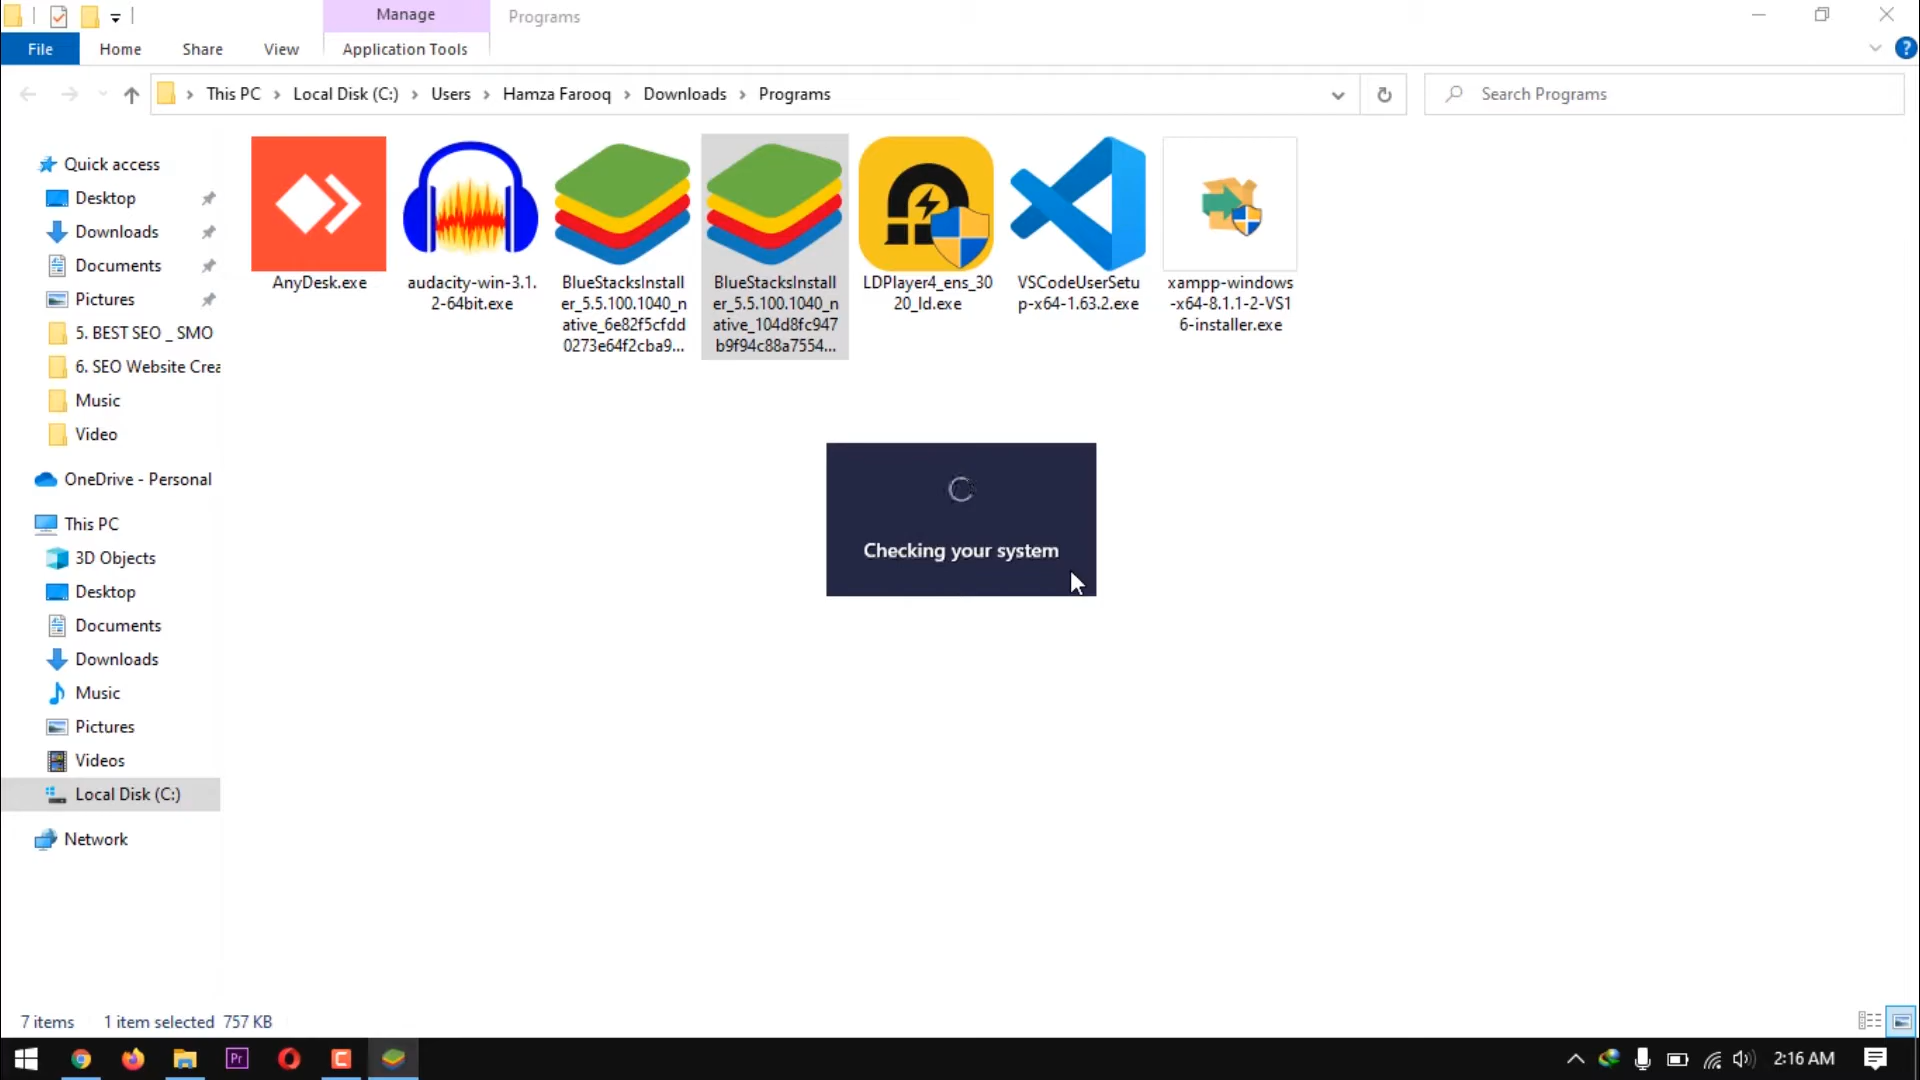 Manage
Programs
File
Home
Share
View
Application Tools
This PC
Local Disk (C:)
Users
Hamza Farooq
Downloads
Programs
Search Programs
Quick access
Desktop
Downloads
Documents
Pictures
5. BEST SEO _ SMO
6. SEO Website Crea
Music
Video
OneDrive - Personal
This PC
3D Objects
Desktop
Documents
Downloads
Music
Pictures
Videos
Local Disk (C:)
Network
AnyDesk.exe
audacity-win-3.1.
2-64bit.exe
BlueStacksInstall
er_5.5.100.1040_n
ative_6e82f5cfdd
0273e64f2cba9...
BlueStacksInstall
er_5.5.100.1040_n
ative_104d8fc947
b9f94c88a7554...
LDPlayer4_ens_30
20_ld.exe
VSCodeUserSetu
p-x64-1.63.2.exe
xampp-windows
-x64-8.1.1-2-VS1
6-installer.exe
Checking your system
7 items
1 item selected 757 KB
Pr
C
2:16 AM